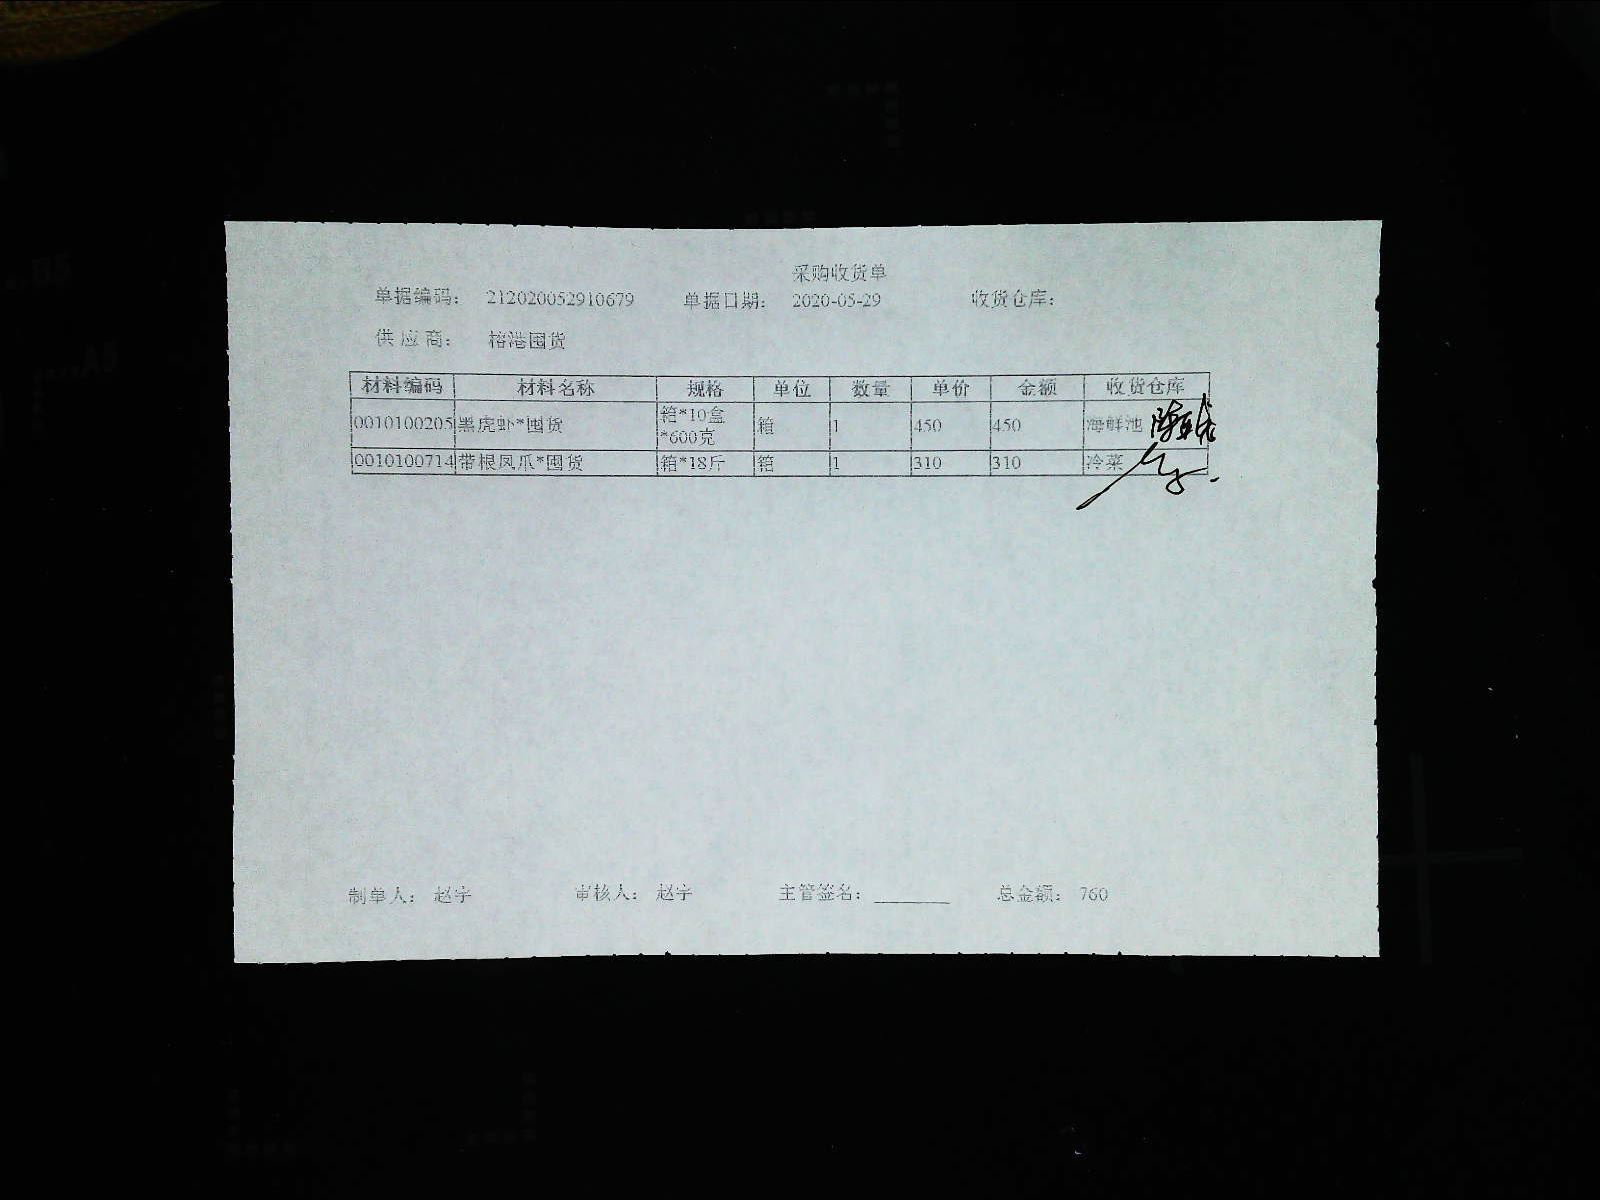 采购收货单
单据编码： 212020052910679 单据日期： 2020-05-29 收货仓库：
供应商： 榕港囤货
材料编码 材料名称 规格 单位 数量 单价 金额 收货仓库
0010100205 黑虎虾*囤货 箱*10盒*600克 箱 1 450 450 海鲜池
0010100714 带根凤爪*囤货 箱*18斤 箱 1 310 310 冷菜
制单人： 赵宇 审核人： 赵宇 主管签名： 总金额： 760